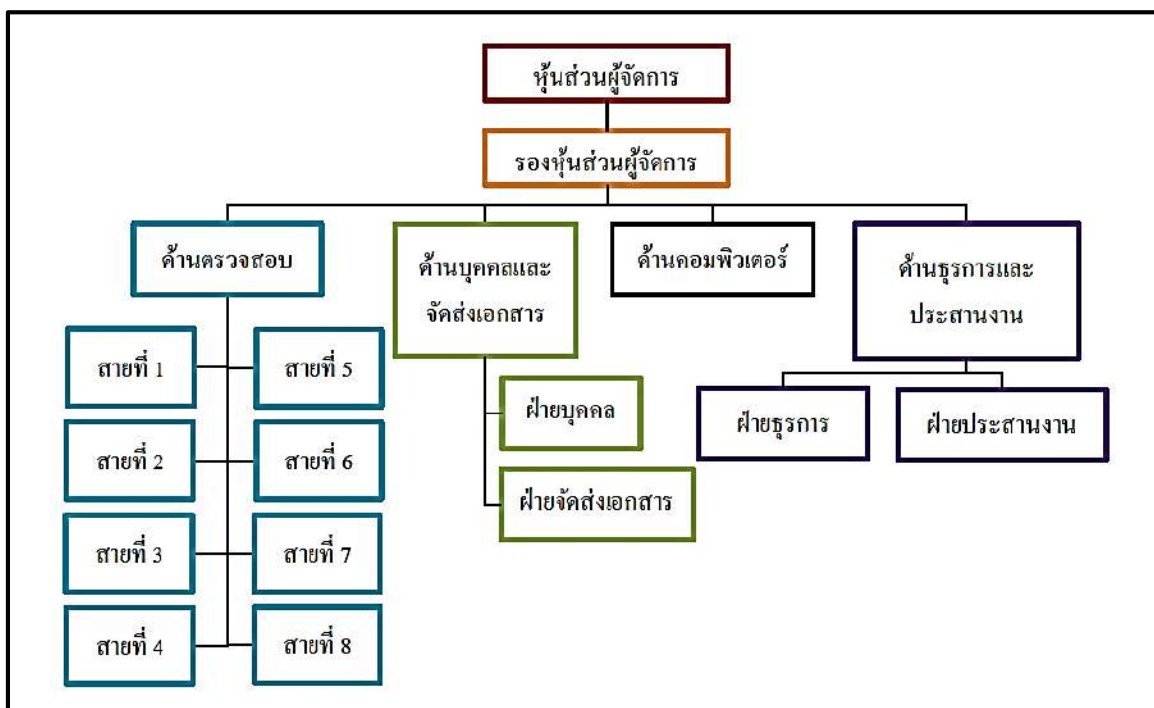 หุ้นส่วนผู้จัดการ
รองหุ้นส่วนผู้จัดการ
ด้านตรวจสอบ
ด้านบุคคลและ
จัดส่งเอกสาร
ด้านคอมพิวเตอร์
ด้านธุรการและ
ประสานงาน
สายที่ 1
สายที่ 5
สายที่ 2
สายที่ 6
สายที่ 3
สายที่ 7
สายที่ 4
สายที่ 8
ฝ่ายบุคคล
ฝ่ายจัดส่งเอกสาร
ฝ่ายธุรการ
ฝ่ายประสานงาน